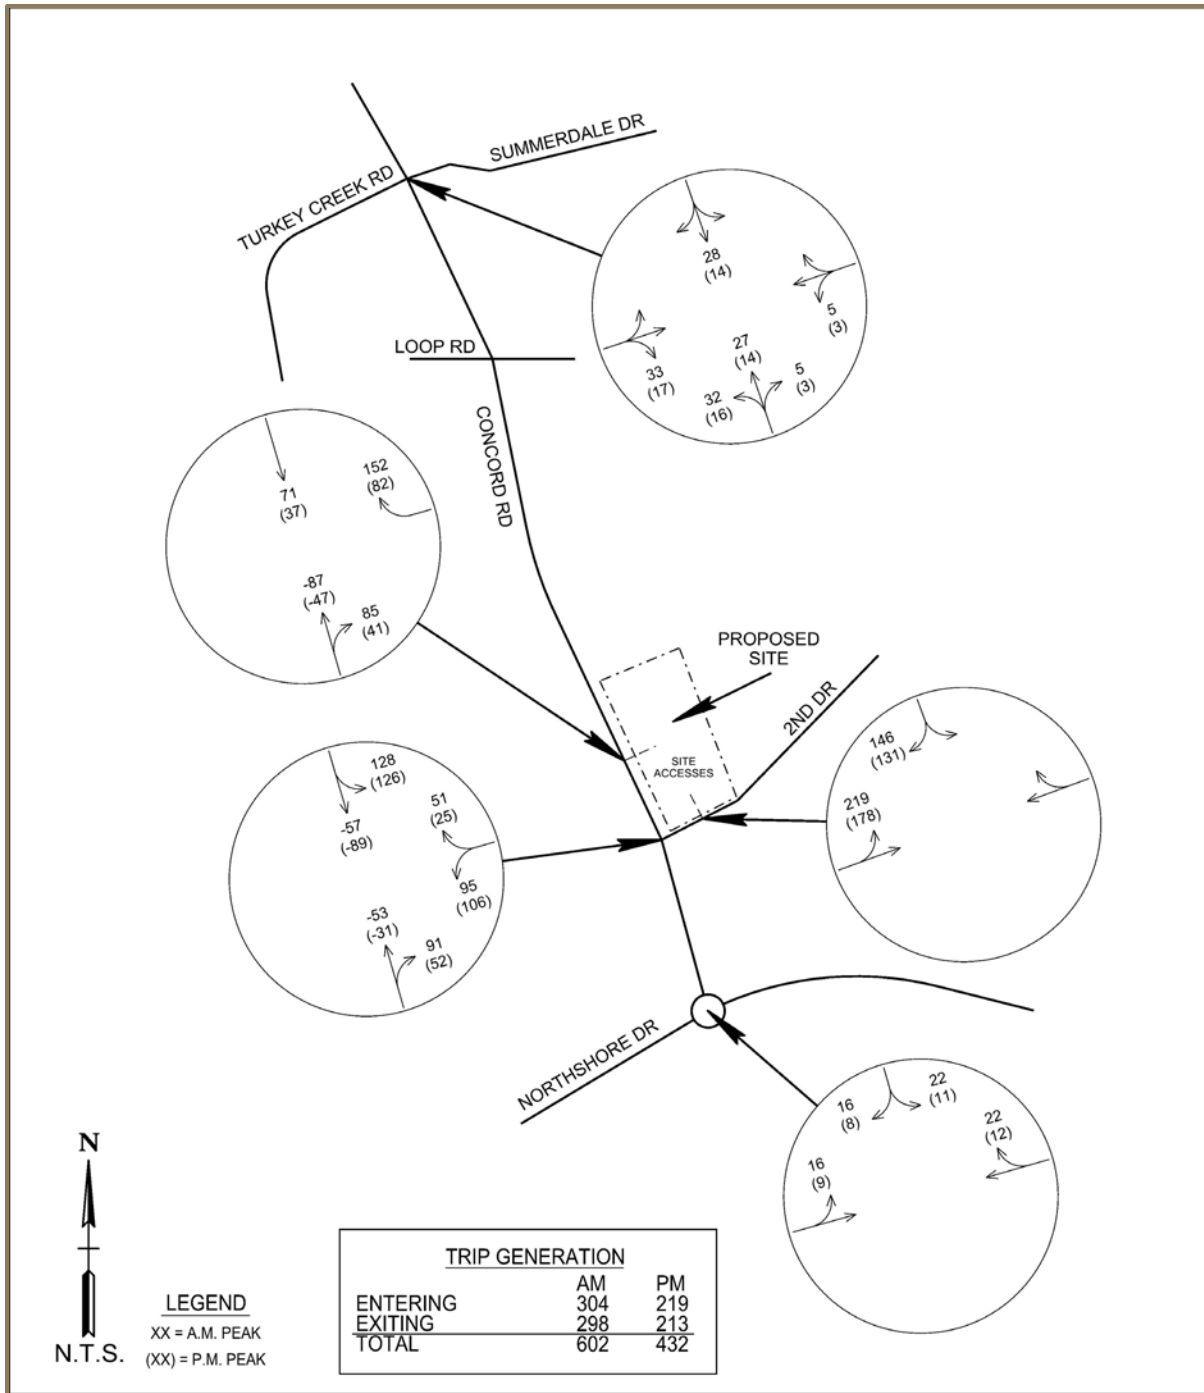 SUMMERDALE DR
TURKEY CREEK RD
28
(14)
5
(3)
33
(17)
27
(14)
32
(16)
5
(3)
LOOP RD
CONCORD RD
71
(37)
152
(82)
-87
(-47)
85
(41)
PROPOSED
SITE
2ND DR
SITE
ACCESSES
128
(126)
-57
(-89)
51
(25)
95
(106)
-53
(-31)
91
(52)
146
(131)
219
(178)
NORTHSHORE DR
16
(8)
22
(11)
22
(12)
16
(9)
N
N.T.S.
LEGEND
XX = A.M. PEAK
(XX) = P.M. PEAK
TRIP GENERATION
AM PM
ENTERING 304 219
EXITING 298 213
TOTAL 602 432